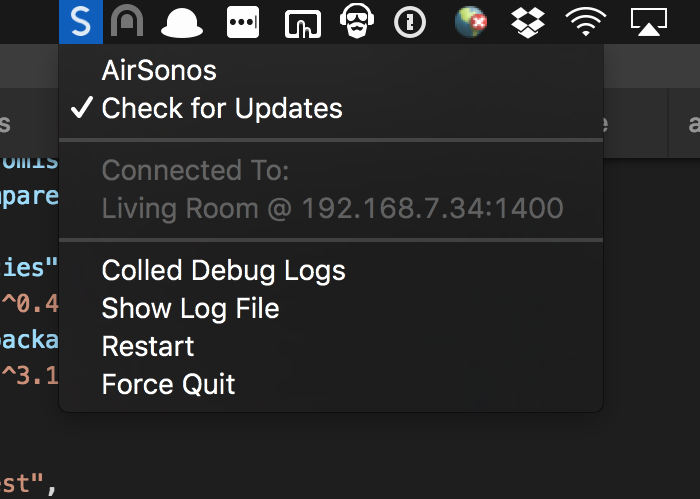 S
AirSonos
✓ Check for Updates
s
e
a
omis
Connected To:
mpare
Living Room @ 192.168.7.34:1400
ies"
Colled Debug Logs
^0.4
Show Log File
packa
Restart
^3.1
Force Quit
est",